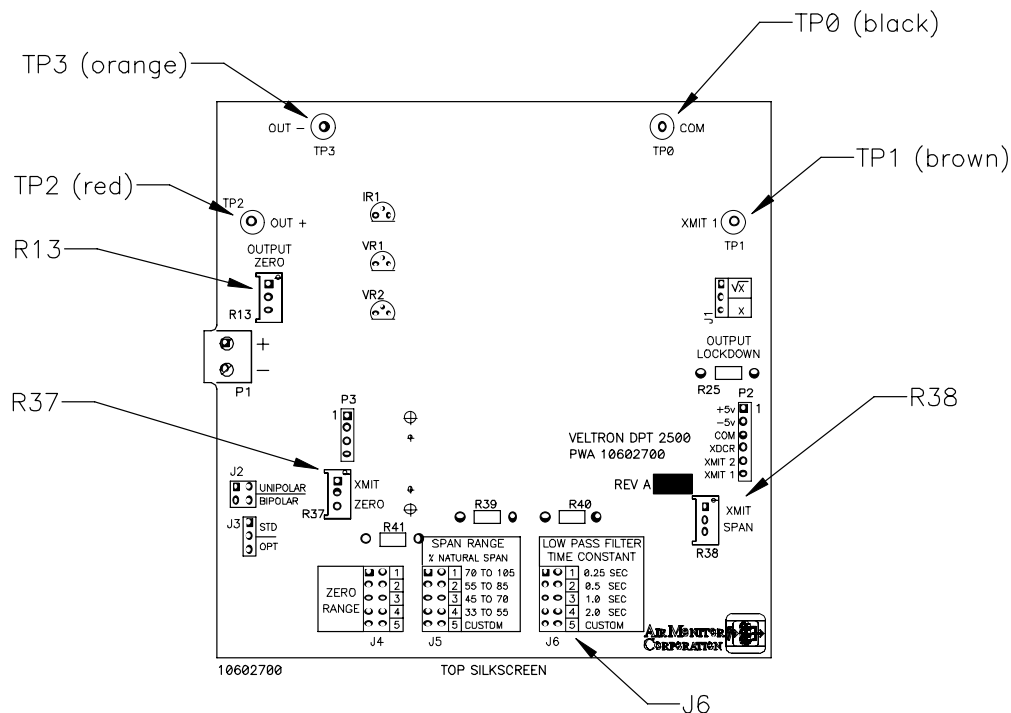 TP0 (black)
TP3 (orange)
OUT −
TP3
COM
TP0
TP1 (brown)
TP2 (red)
TP2
OUT +
IR1
XMIT 1
TP1
R13
OUTPUT
ZERO
VR1
R13
VR2
J1
√X
X
+
−
P1
OUTPUT
LOCKDOWN
R25
P2
R37
P3
1
R38
+5v
1
−5v
COM
XDCR
XMIT 2
XMIT 1
VELTRON DPT 2500
PWA 10602700
REV A
J2
UNIPOLAR
BIPOLAR
XMIT
ZERO
R37
J3
STD
OPT
R39
R40
XMIT
SPAN
R38
R41
ZERO
RANGE
1
2
3
4
5
J4
SPAN RANGE
% NATURAL SPAN
1 70 TO 105
2 55 TO 85
3 45 TO 70
4 33 TO 55
5 CUSTOM
J5
LOW PASS FILTER
TIME CONSTANT
1 0.25 SEC
2 0.5 SEC
3 1.0 SEC
4 2.0 SEC
5 CUSTOM
J6
AIR MONITOR
CORPORATION
10602700
TOP SILKSCREEN
J6